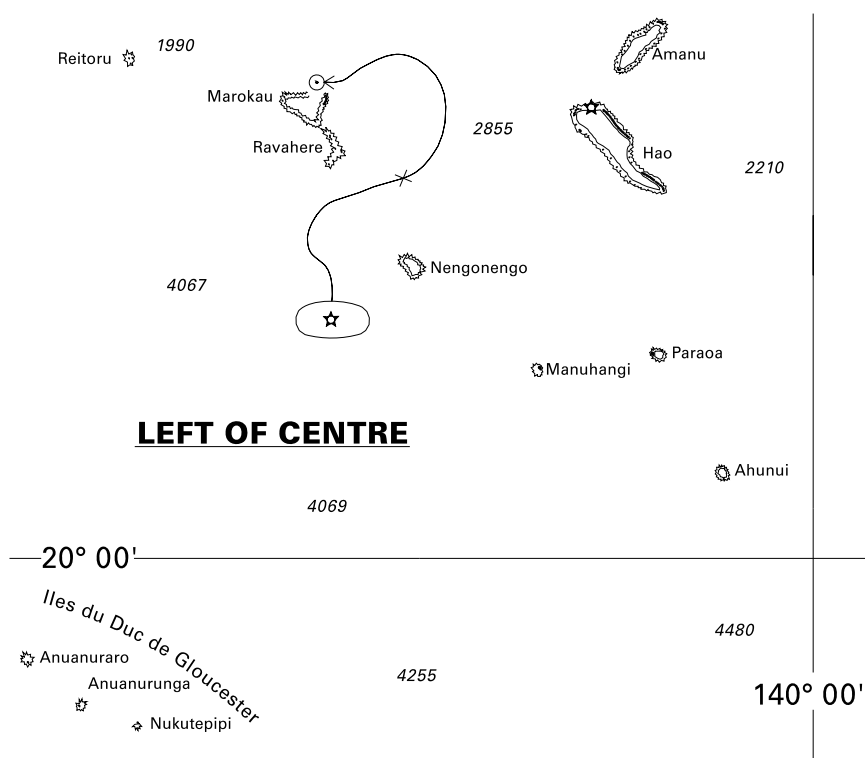 1990
Reitoru
Amanu
Marokau
2855
Ravahere
Hao
2210
Nengonengo
4067
Paraoa
Manuhangi
LEFT OF CENTRE
Ahunui
4069
20° 00'
Iles du Duc de Gloucester
4480
Anuanuraro
4255
Anuanurunga
140° 00'
Nukutepipi